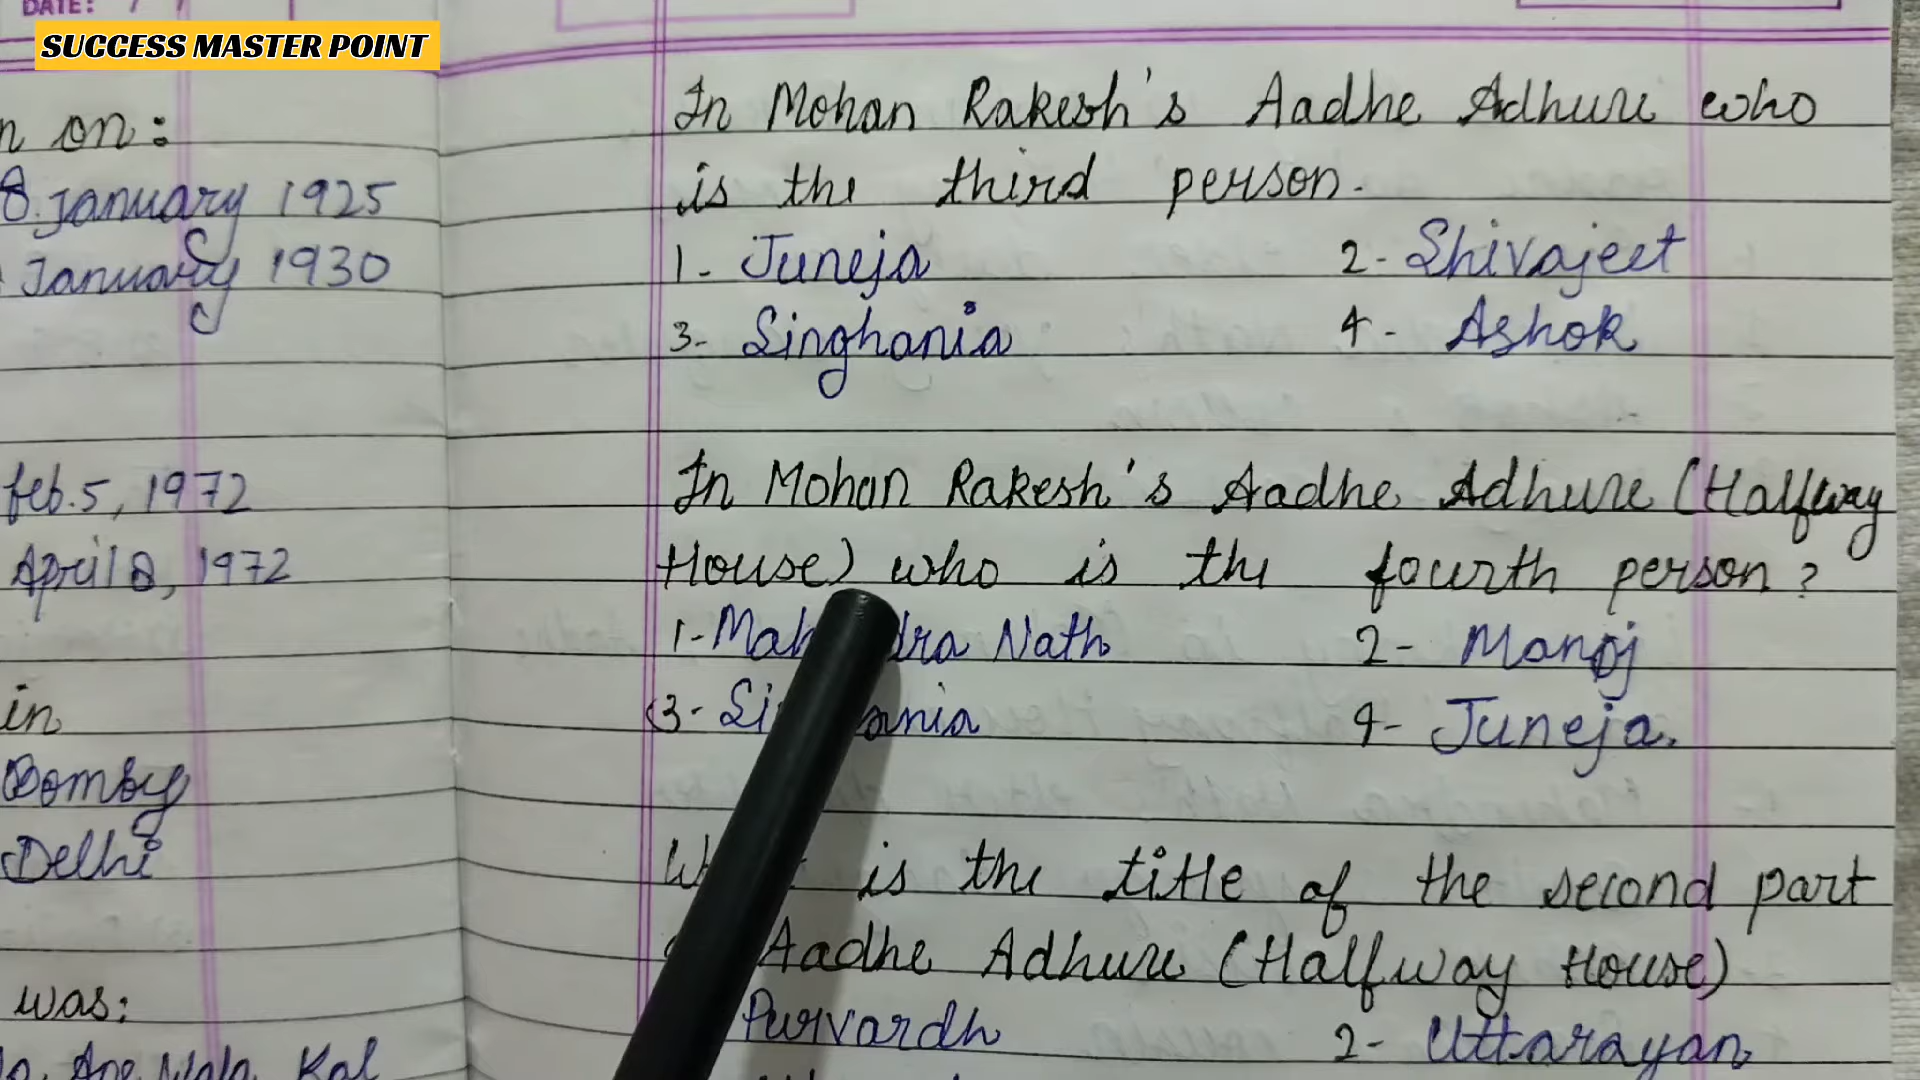 DATE: / /
SUCCESS MASTER POINT
n on:
8 January 1925
January 1930
feb. 5, 1972
April 8, 1972
in
Bomby
Delhi
was:
Kal
In Mohan Rakesh's Aadhe Adhure who
is the third person.
1- Juneja 2- Shivajeet
3- Singhania 4- Ashok
In Mohan Rakesh's Aadhe Adhure (Halfway
House) who is the fourth person?
1- Mah dra Nath 2- Manoj
3- Si ania 4- Juneja.
is the title of the second part
Aadhe Adhure (Halfway House)
Purvardh 2- Uttarayan